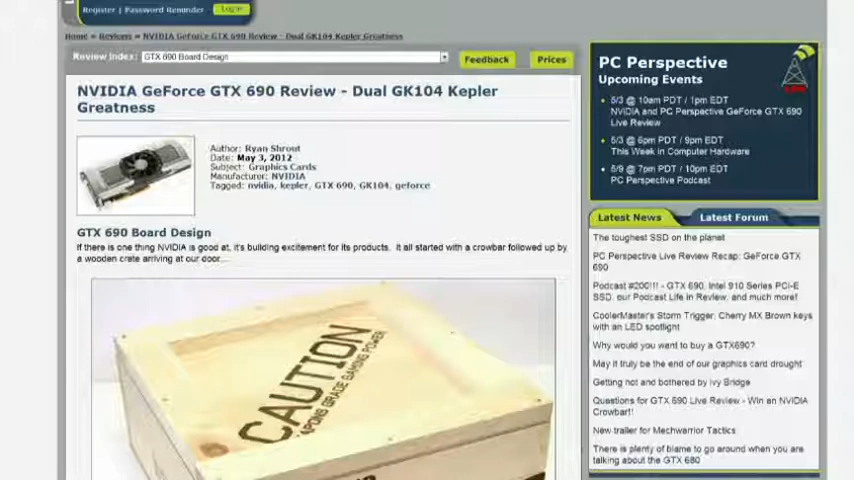 Register | Password Reminder Login
Home » Reviews » NVIDIA GeForce GTX 690 Review - Dual GK104 Kepler Greatness
Review Index: GTX 690 Board Design Feedback Prices
NVIDIA GeForce GTX 690 Review - Dual GK104 Kepler
Greatness
Author: Ryan Shrout
Date: May 3, 2012
Subject: Graphics Cards
Manufacturer: NVIDIA
Tagged: nvidia, kepler, GTX 690, GK104, geforce
GTX 690 Board Design
If there is one thing NVIDIA is good at, it's building excitement for its products. It all started with a crowbar followed up by
a wooden crate arriving at our door...
CAUTION
GRADE GAMING POWER
PC Perspective
Upcoming Events
5/3 @ 10am PDT / 1pm EDT
NVIDIA and PC Perspective GeForce GTX 690
Live Review
5/3 @ 6pm PDT / 9pm EDT
This Week in Computer Hardware
5/9 @ 7pm PDT / 10pm EDT
PC Perspective Podcast
Latest News Latest Forum
The toughest SSD on the planet
PC Perspective Live Review Recap: GeForce GTX
690
Podcast #200!!! - GTX 690, Intel 910 Series PCI-E
SSD, our Podcast Life in Review, and much more!
CoolerMaster's Storm Trigger, Cherry MX Brown keys
with an LED spotlight
Why would you want to buy a GTX690?
May it truly be the end of our graphics card drought
Getting hot and bothered by Ivy Bridge
Questions for GTX 690 Live Review - Win an NVIDIA
Crowbar!
New trailer for Mechwarrior Tactics
There is plenty of blame to go around when you are
talking about the GTX 680